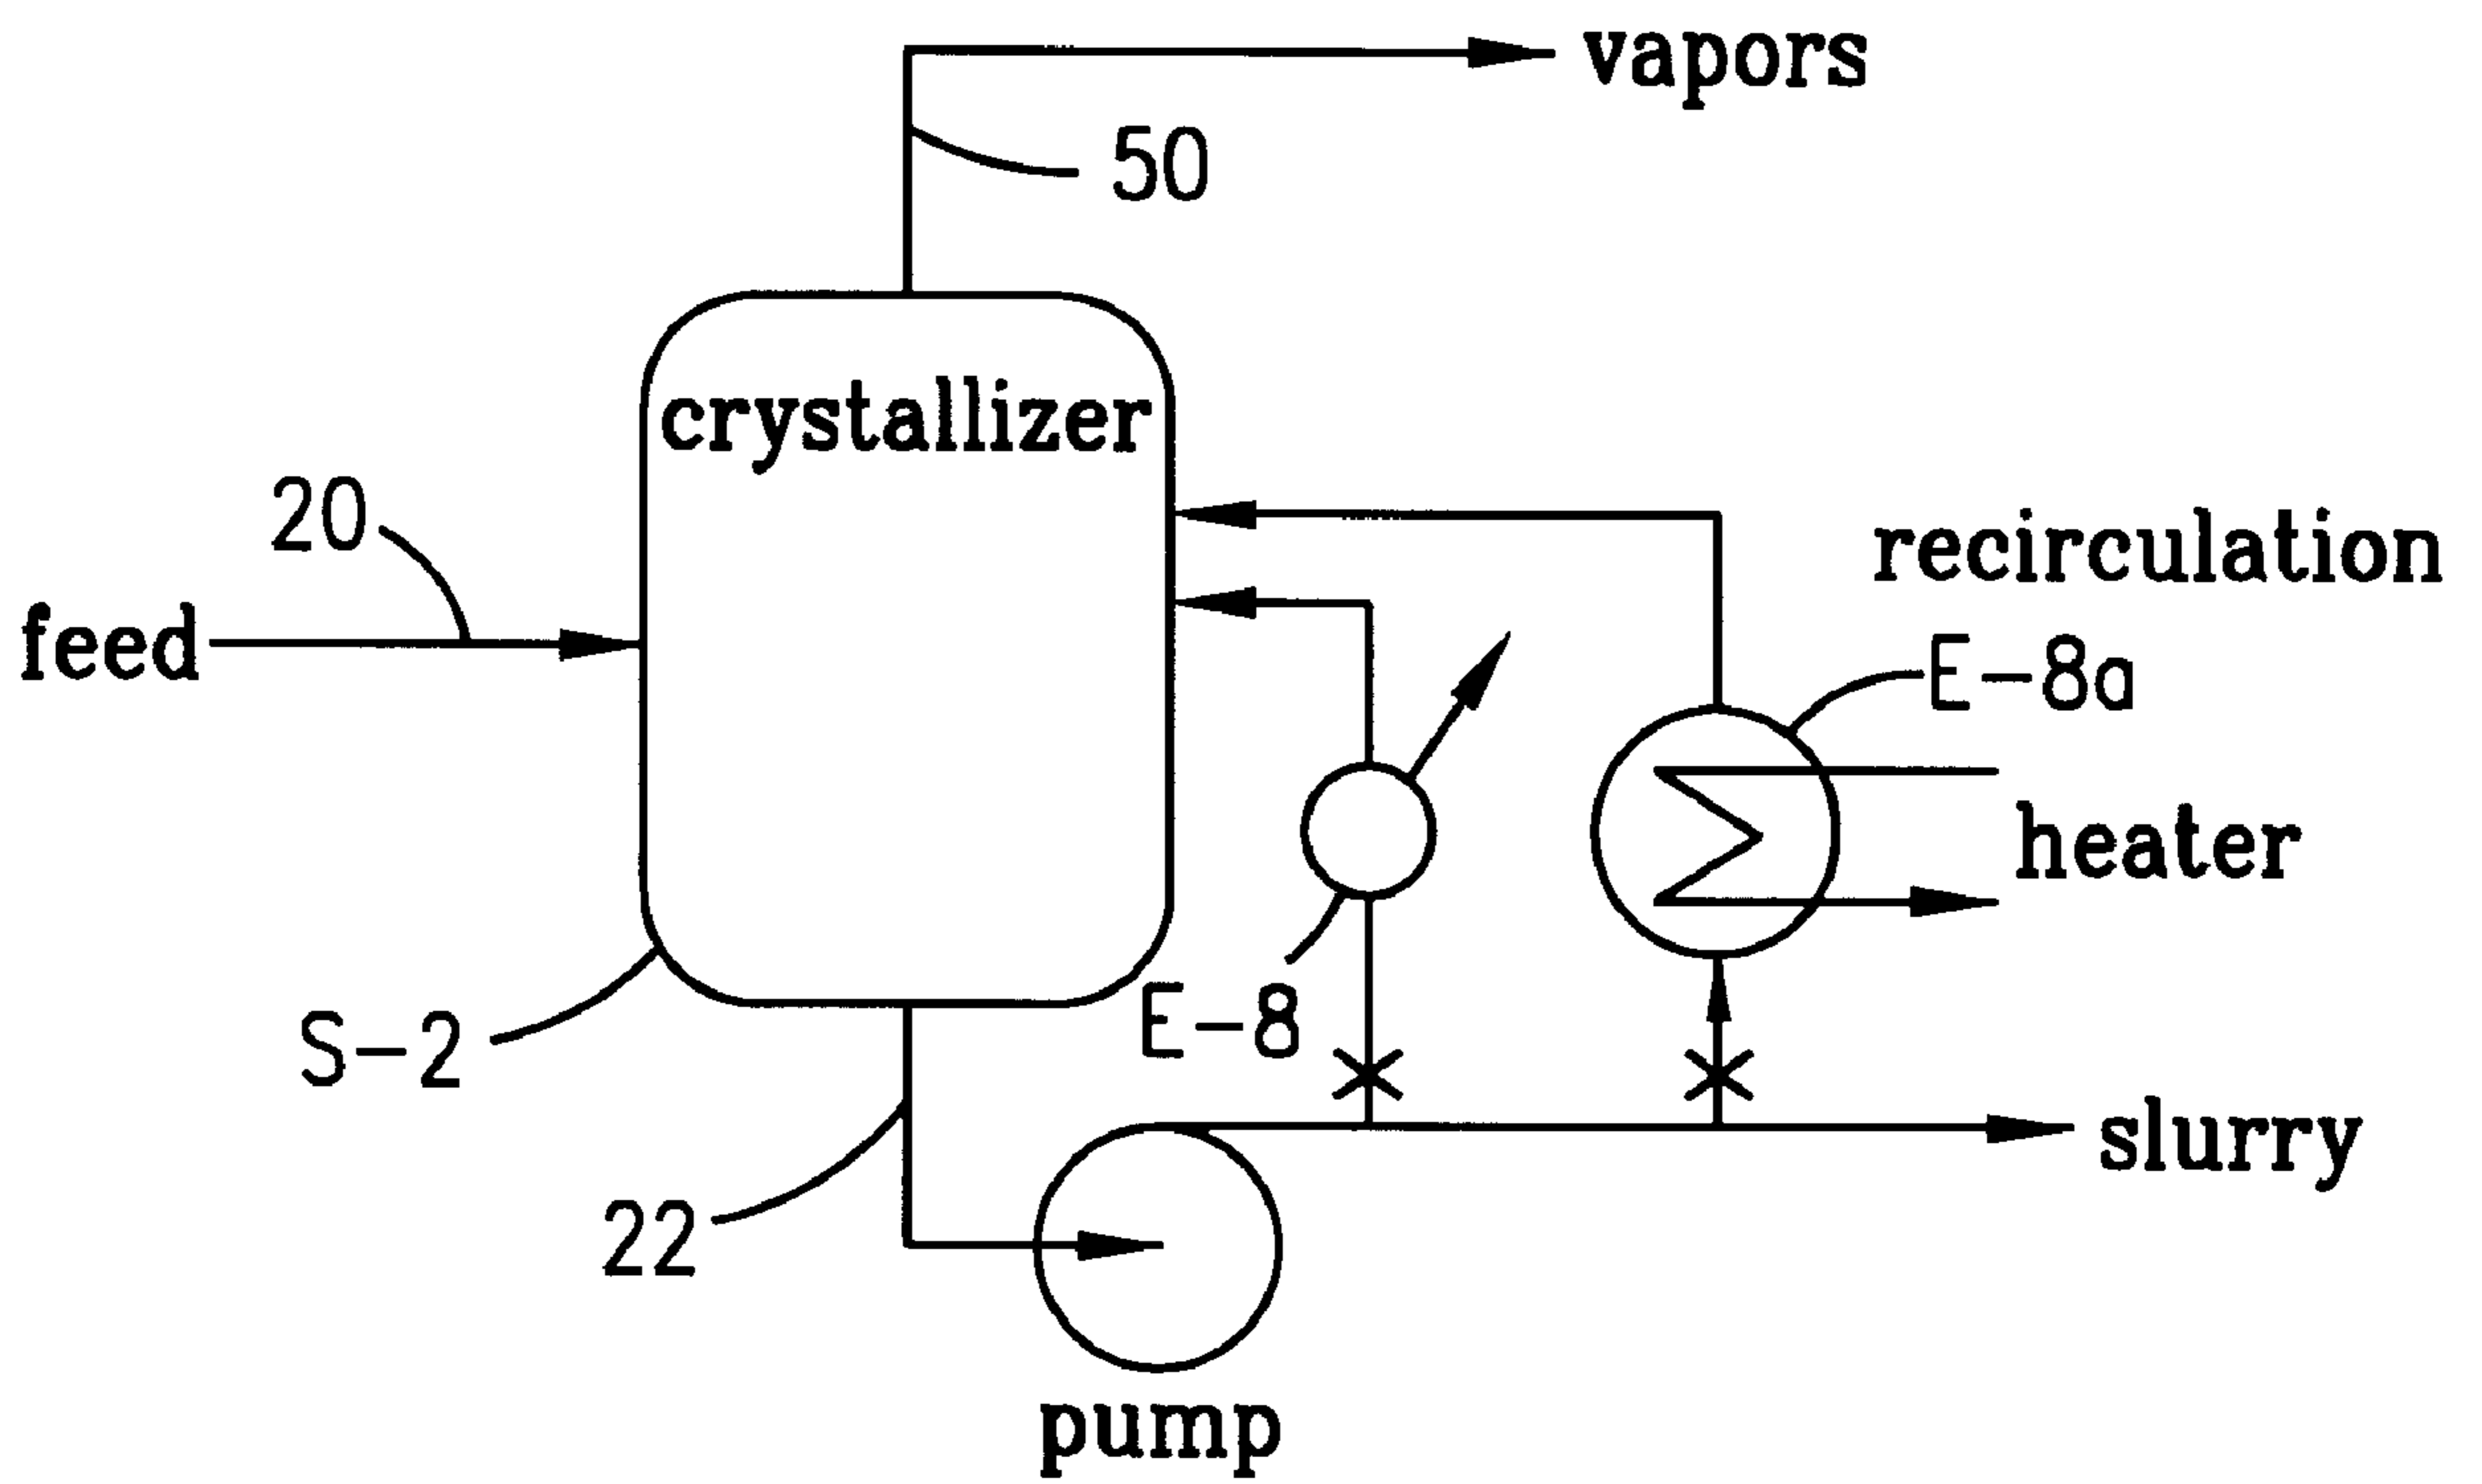 vapors
50
crystallizer
20
recirculation
feed
E-8a
heater
E-8
S-2
slurry
22
pump